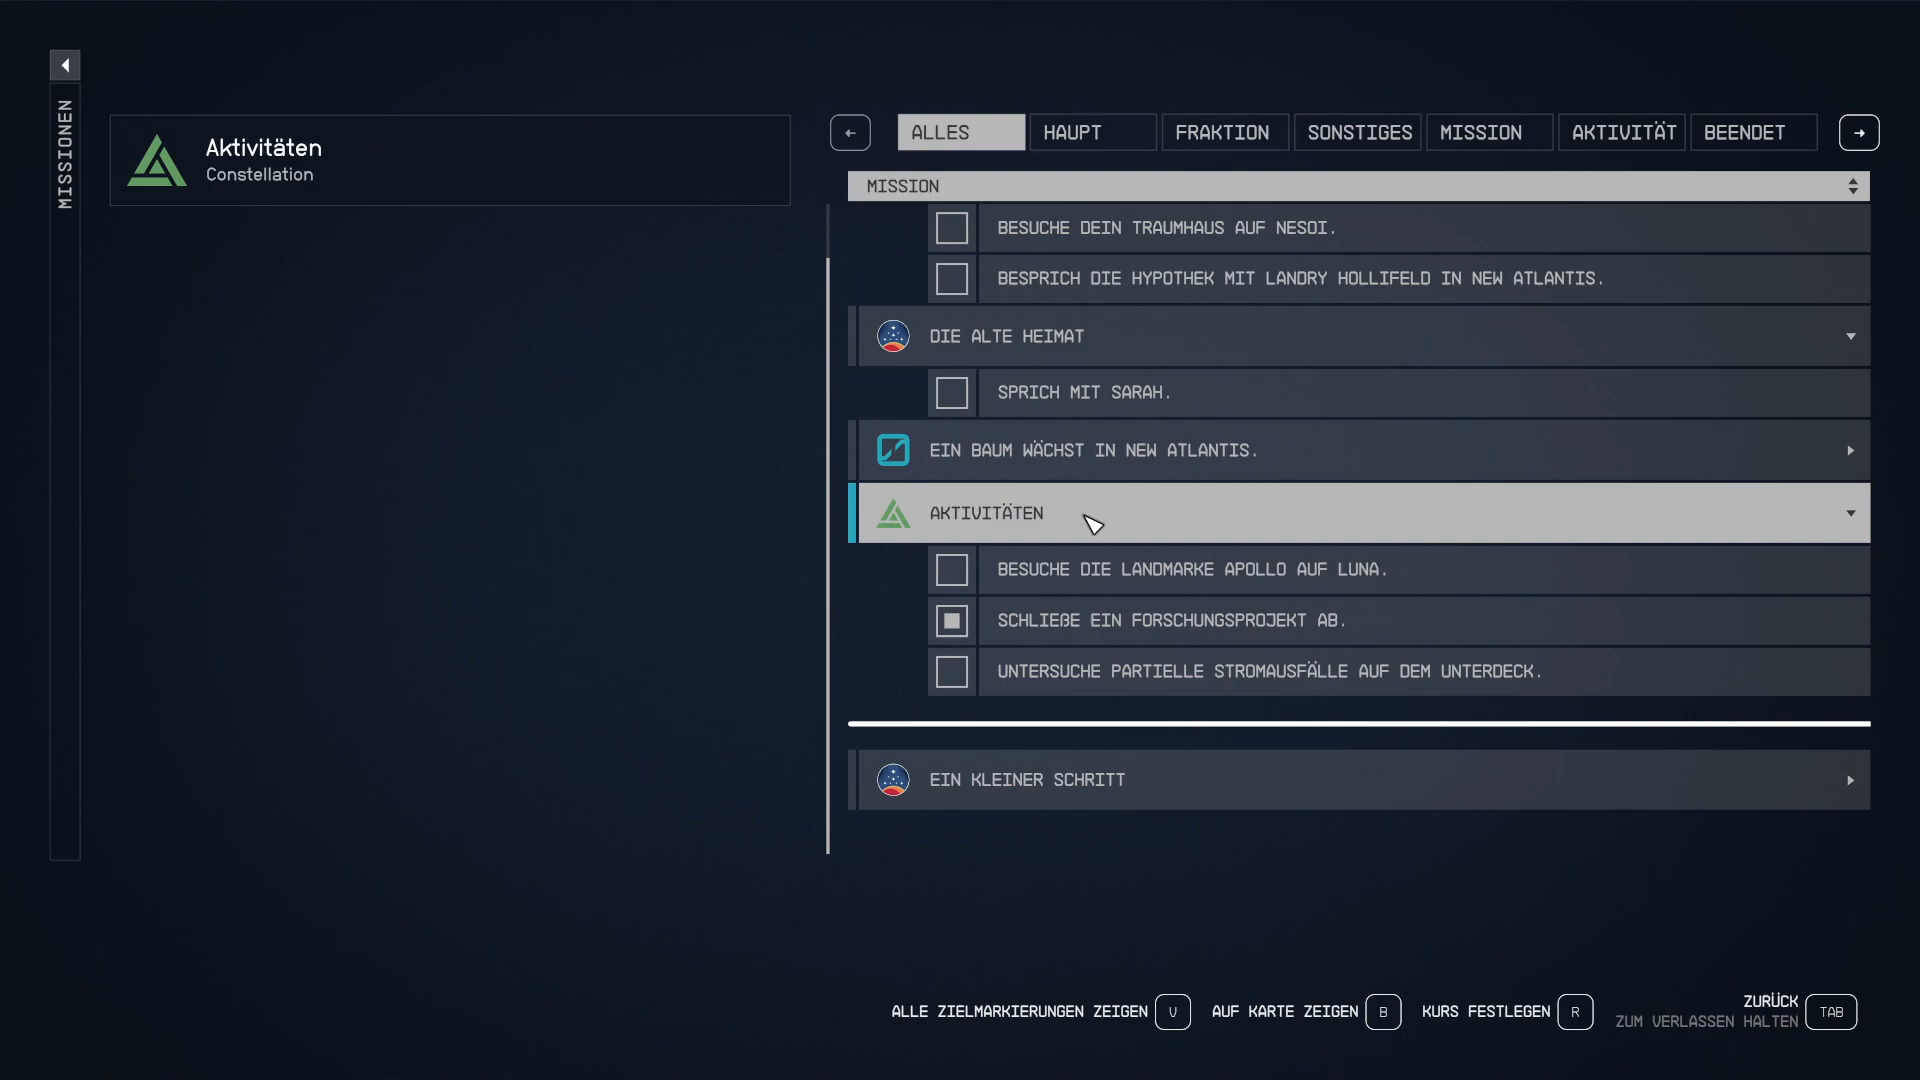 MISSIONEN
Aktivitäten
Constellation
ALLES
HAUPT
FRAKTION
SONSTIGES
MISSION
AKTIVITÄT
BEENDET
MISSION
BESUCHE DEIN TRAUMHAUS AUF NESOI.
BESPRICH DIE HYPOTHEK MIT LANDRY HOLLIFELD IN NEW ATLANTIS.
DIE ALTE HEIMAT
SPRICH MIT SARAH.
EIN BAUM WÄCHST IN NEW ATLANTIS.
AKTIVITÄTEN
BESUCHE DIE LANDMARKE APOLLO AUF LUNA.
SCHLIEßE EIN FORSCHUNGSPROJEKT AB.
UNTERSUCHE PARTIELLE STROMAUSFÄLLE AUF DEM UNTERDECK.
EIN KLEINER SCHRITT
ALLE ZIELMARKIERUNGEN ZEIGEN V
AUF KARTE ZEIGEN B
KURS FESTLEGEN R
ZURÜCK
ZUM VERLASSEN HALTEN TAB